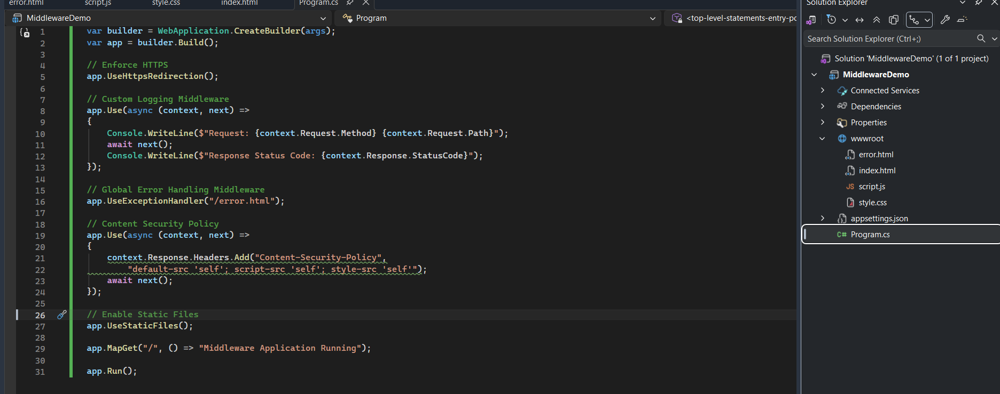 error.html script.js style.css index.html Program.cs
MiddlewareDemo Program <top-level-statements-entry-po
1 var builder = WebApplication.CreateBuilder(args);
2 var app = builder.Build();
3
4 // Enforce HTTPS
5 app.UseHttpsRedirection();
6
7 // Custom Logging Middleware
8 app.Use(async (context, next) =>
9 {
10 Console.WriteLine($"Request: {context.Request.Method} {context.Request.Path}");
11 await next();
12 Console.WriteLine($"Response Status Code: {context.Response.StatusCode}");
13 });
14
15 // Global Error Handling Middleware
16 app.UseExceptionHandler("/error.html");
17
18 // Content Security Policy
19 app.Use(async (context, next) =>
20 {
21 context.Response.Headers.Add("Content-Security-Policy",
22 "default-src 'self'; script-src 'self'; style-src 'self'");
23 await next();
24 });
25
26 // Enable Static Files
27 app.UseStaticFiles();
28
29 app.MapGet("/", () => "Middleware Application Running");
30
31 app.Run();
Solution Explorer
Search Solution Explorer (Ctrl+;)
Solution 'MiddlewareDemo' (1 of 1 project)
MiddlewareDemo
Connected Services
Dependencies
Properties
wwwroot
error.html
index.html
JS script.js
style.css
appsettings.json
C# Program.cs